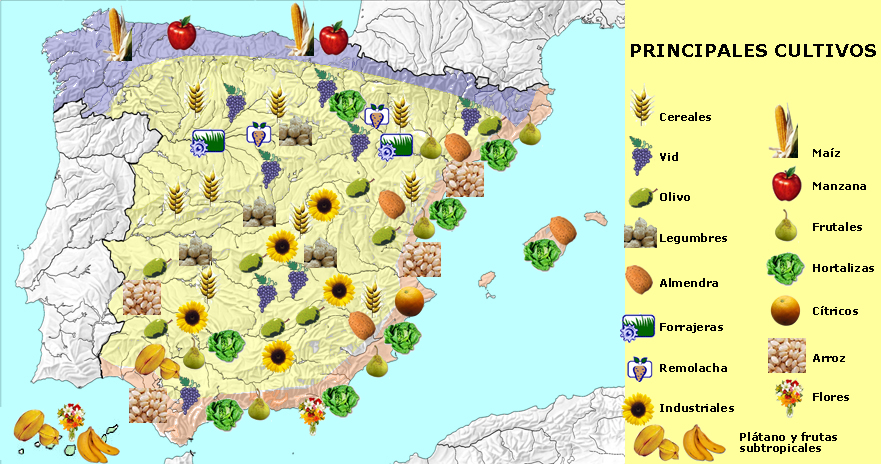 PRINCIPALES CULTIVOS
Cereales
Vid
Olivo
Legumbres
Almendra
Forrajeras
Remolacha
Industriales
Maíz
Manzana
Frutales
Hortalizas
Cítricos
Arroz
Flores
Plátano y frutas
subtropicales